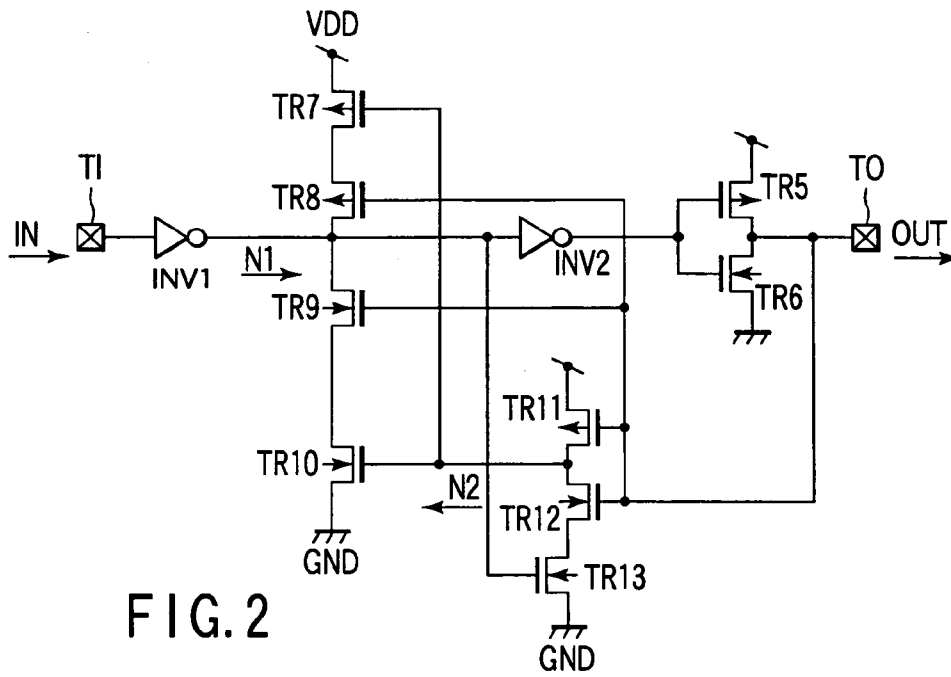 VDD
TR7
TI
TR8
TR5
TO
IN
OUT
INV1
N1
INV2
TR9
TR6
TR11
TR10
N2
TR12
GND
TR13
FIG. 2
GND